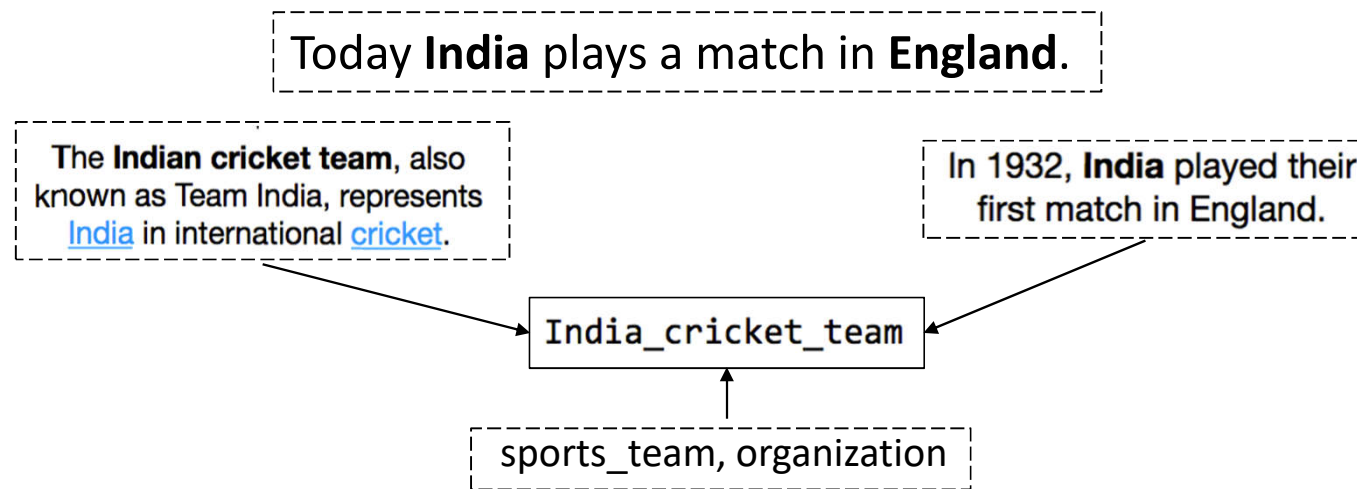 Today India plays a match in England.
The Indian cricket team, also
known as Team India, represents
India in international cricket.
In 1932, India played their
first match in England.
India_cricket_team
sports_team, organization